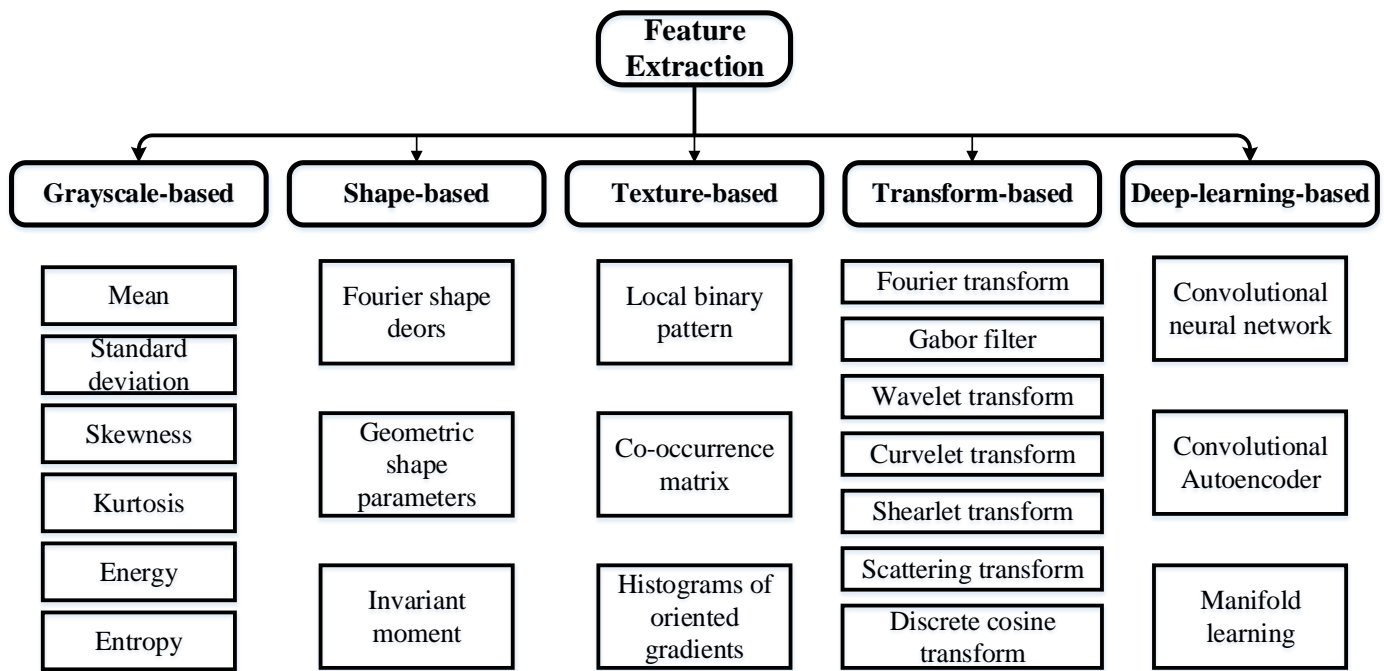 Feature
Extraction
Grayscale-based
Shape-based
Texture-based
Transform-based
Deep-learning-based
Mean
Standard
deviation
Skewness
Kurtosis
Energy
Entropy
Fourier shape
deors
Geometric
shape
parameters
Invariant
moment
Local binary
pattern
Co-occurrence
matrix
Histograms of
oriented
gradients
Fourier transform
Gabor filter
Wavelet transform
Curvelet transform
Shearlet transform
Scattering transform
Discrete cosine
transform
Convolutional
neural network
Convolutional
Autoencoder
Manifold
learning